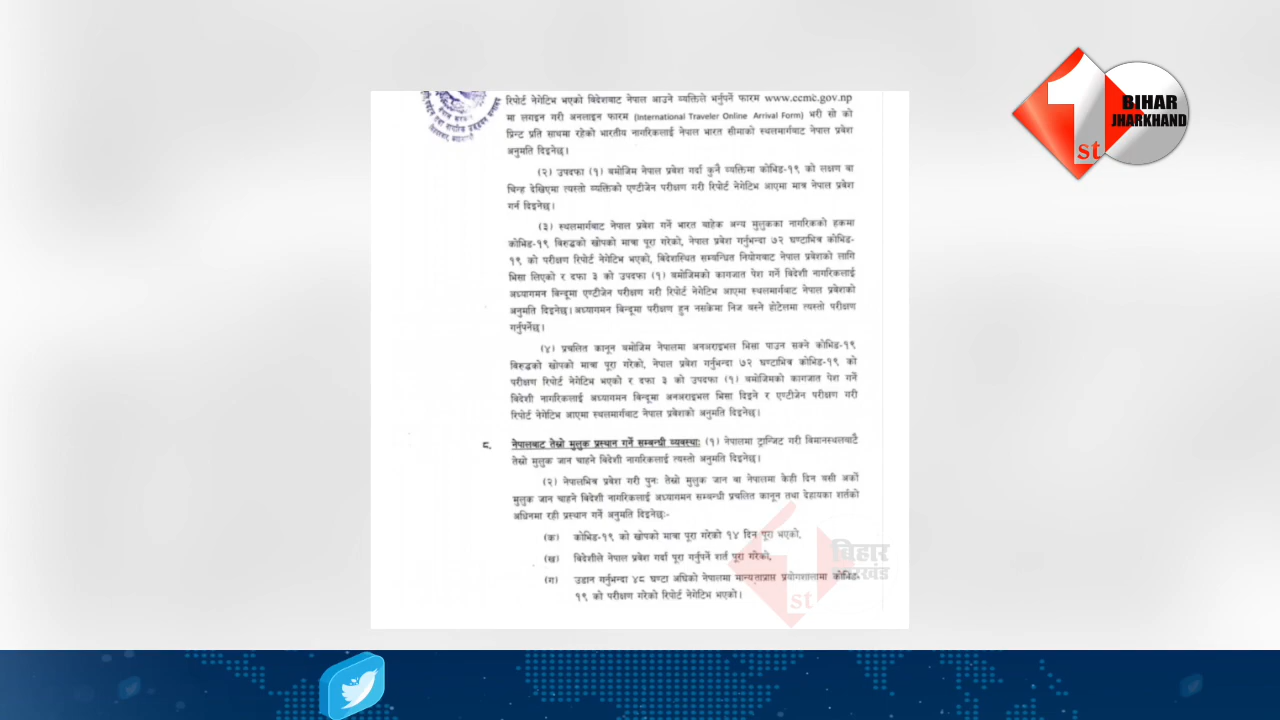 रिपोर्ट नेगेटिभ भएको विदेशबाट नेपाल आउने व्यक्तिले भर्नुपर्ने फारम www.ccmc.gov.np
मा लगइन गरी अनलाइन फारम (International Traveler Online Arrival Form) भरी सो को
प्रिन्ट प्रति साथमा रहेको भारतीय नागरिकलाई नेपाल भारत सीमाको स्थलमार्गबाट नेपाल प्रवेश
अनुमति दिइनेछ।
(२) उपदफा (१) बमोजिम नेपाल प्रवेश गर्दा कुनै व्यक्तिमा कोभिड-१९ को लक्षण वा
चिन्ह देखिएमा त्यस्तो व्यक्तिको एण्टीजेन परीक्षण गरी रिपोर्ट नेगेटिभ आएमा मात्र नेपाल प्रवेश
गर्न दिइनेछ।
(३) स्थलमार्गबाट नेपाल प्रवेश गर्ने भारत बाहेक अन्य मुलुकका नागरिकको हकमा
कोभिड-१९ विरुद्धको खोपको मात्रा पूरा गरेको, नेपाल प्रवेश गर्नुभन्दा ७२ घण्टाभित्र कोभिड-
१९ को परीक्षण रिपोर्ट नेगेटिभ भएको, विदेशस्थित सम्बन्धित नियोगबाट नेपाल प्रवेशको लागि
भिसा लिएको र दफा ३ को उपदफा (१) बमोजिमको कागजात पेश गर्ने विदेशी नागरिकलाई
अध्यागमन विन्दूमा एण्टीजेन परीक्षण गरी रिपोर्ट नेगेटिभ आएमा स्थलमार्गबाट नेपाल प्रवेशको
अनुमति दिइनेछ। अध्यागमन विन्दूमा परीक्षण हुन नसकेमा निज बस्ने होटेलमा त्यस्तो परीक्षण
गर्नुपर्नेछ।
(४) प्रचलित कानून बमोजिम नेपालमा अनअराइभल भिसा पाउन सक्ने कोभिड-१९
विरुद्धको खोपको मात्रा पूरा गरेको, नेपाल प्रवेश गर्नुभन्दा ७२ घण्टाभित्र कोभिड-१९ को
परीक्षण रिपोर्ट नेगेटिभ भएको र दफा ३ को उपदफा (१) बमोजिमको कागजात पेश गर्ने
विदेशी नागरिकलाई अध्यागमन विन्दूमा अनअराइभल भिसा दिइने र एण्टीजेन परीक्षण गरी
रिपोर्ट नेगेटिभ आएमा स्थलमार्गबाट नेपाल प्रवेशको अनुमति दिइनेछ।
८. नेपालबाट तेस्रो मुलुक प्रस्थान गर्ने सम्बन्धी व्यवस्थाः (१) नेपालमा ट्रान्जिट गरी विमानस्थलबाटै
तेस्रो मुलुक जान चाहने विदेशी नागरिकलाई त्यस्तो अनुमति दिइनेछ।
(२) नेपालभित्र प्रवेश गरी पुनः तेस्रो मुलुक जान वा नेपालमा केही दिन बसी अर्को
मुलुक जान चाहने विदेशी नागरिकलाई अध्यागमन सम्बन्धी प्रचलित कानून तथा देहायका शर्तको
अधिनमा रही प्रस्थान गर्ने अनुमति दिइनेछः-
(क) कोभिड-१९ को खोपको मात्रा पूरा गरेको १४ दिन पूरा भएको,
(ख) विदेशीले नेपाल प्रवेश गर्दा पूरा गर्नुपर्ने शर्त पूरा गरेको,
(ग) उडान गर्नुभन्दा ४८ घण्टा अघिको नेपालमा मान्यताप्राप्त प्रयोगशालामा कोभिड-
१९ को परीक्षण गरेको रिपोर्ट नेगेटिभ भएको।
1st
BIHAR
JHARKHAND
1st
बिहार
झारखंड